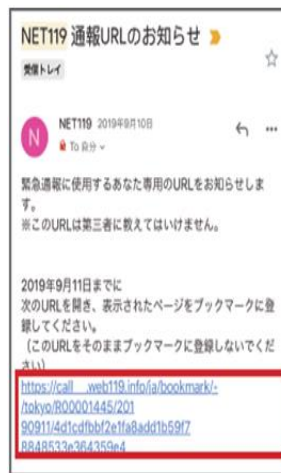 NET119 通報URLのお知らせ
受信トレイ
N
NET119 2019年9月10日
To 自分
緊急通報に使用するあなた専用のURLをお知らせしま
す。
※このURLは第三者に教えてはいけません。
2019年9月11日までに
次のURLを開き、表示されたページをブックマークに登
録してください。
（このURLをそのままブックマークに登録しないでくだ
さい）
https://call .web119.info/ja/bookmark/-
/tokyo/R00001445/201
90911/4d1cdfbbf2e1fa8add1b59f7
8848533e364359e4